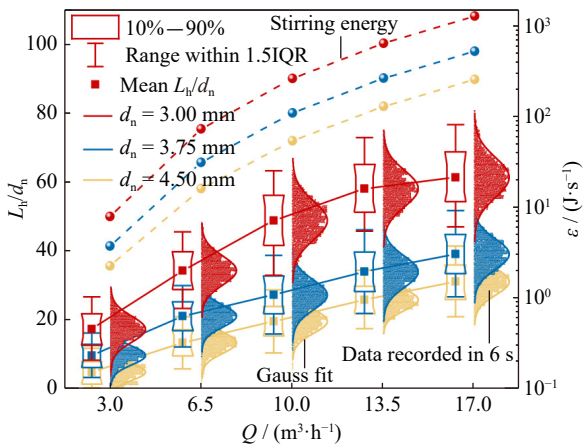 10%−90%
Range within 1.5IQR
Mean Lₕ/dₙ
dₙ = 3.00 mm
dₙ = 3.75 mm
dₙ = 4.50 mm
Stirring energy
Gauss fit
Data recorded in 6 s
Lₕ/dₙ
100
80
60
40
20
0
3.0
6.5
10.0
13.5
17.0
Q / (m³·h⁻¹)
10³
10²
10¹
10⁰
10⁻¹
ε / (J·s⁻¹)